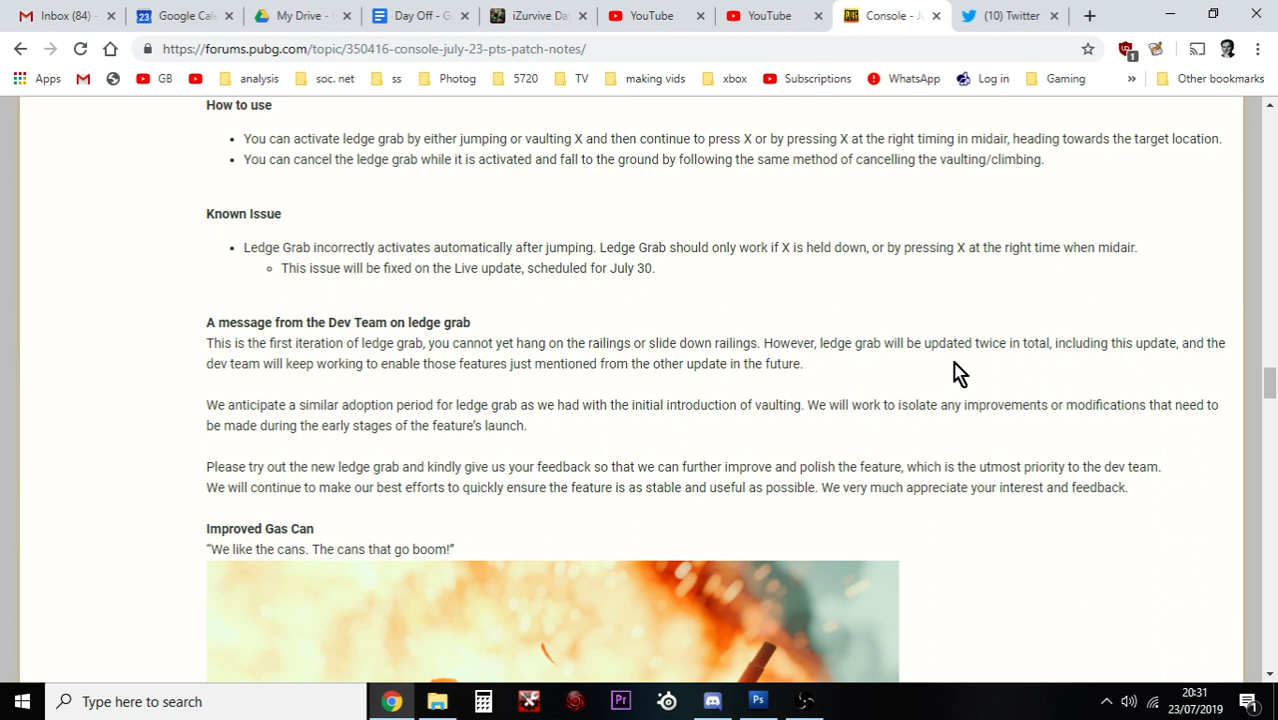 Inbox (84) -
Google Cal
My Drive - G
Day Off - G
iZurvive Da
YouTube
YouTube
Console - J
(10) Twitter
https://forums.pubg.com/topic/350416-console-july-23-pts-patch-notes/
1
Apps
GB
analysis
soc. net
ss
Photog
5720
TV
making vids
xbox
Subscriptions
WhatsApp
Log in
Gaming
»
Other bookmarks
How to use
• You can activate ledge grab by either jumping or vaulting X and then continue to press X or by pressing X at the right timing in midair, heading towards the target location.
• You can cancel the ledge grab while it is activated and fall to the ground by following the same method of cancelling the vaulting/climbing.
Known Issue
• Ledge Grab incorrectly activates automatically after jumping. Ledge Grab should only work if X is held down, or by pressing X at the right time when midair.
◦ This issue will be fixed on the Live update, scheduled for July 30.
A message from the Dev Team on ledge grab
This is the first iteration of ledge grab, you cannot yet hang on the railings or slide down railings. However, ledge grab will be updated twice in total, including this update, and the
dev team will keep working to enable those features just mentioned from the other update in the future.
We anticipate a similar adoption period for ledge grab as we had with the initial introduction of vaulting. We will work to isolate any improvements or modifications that need to
be made during the early stages of the feature's launch.
Please try out the new ledge grab and kindly give us your feedback so that we can further improve and polish the feature, which is the utmost priority to the dev team.
We will continue to make our best efforts to quickly ensure the feature is as stable and useful as possible. We very much appreciate your interest and feedback.
Improved Gas Can
“We like the cans. The cans that go boom!”
Type here to search
Pr
Ps
20:31
23/07/2019
1